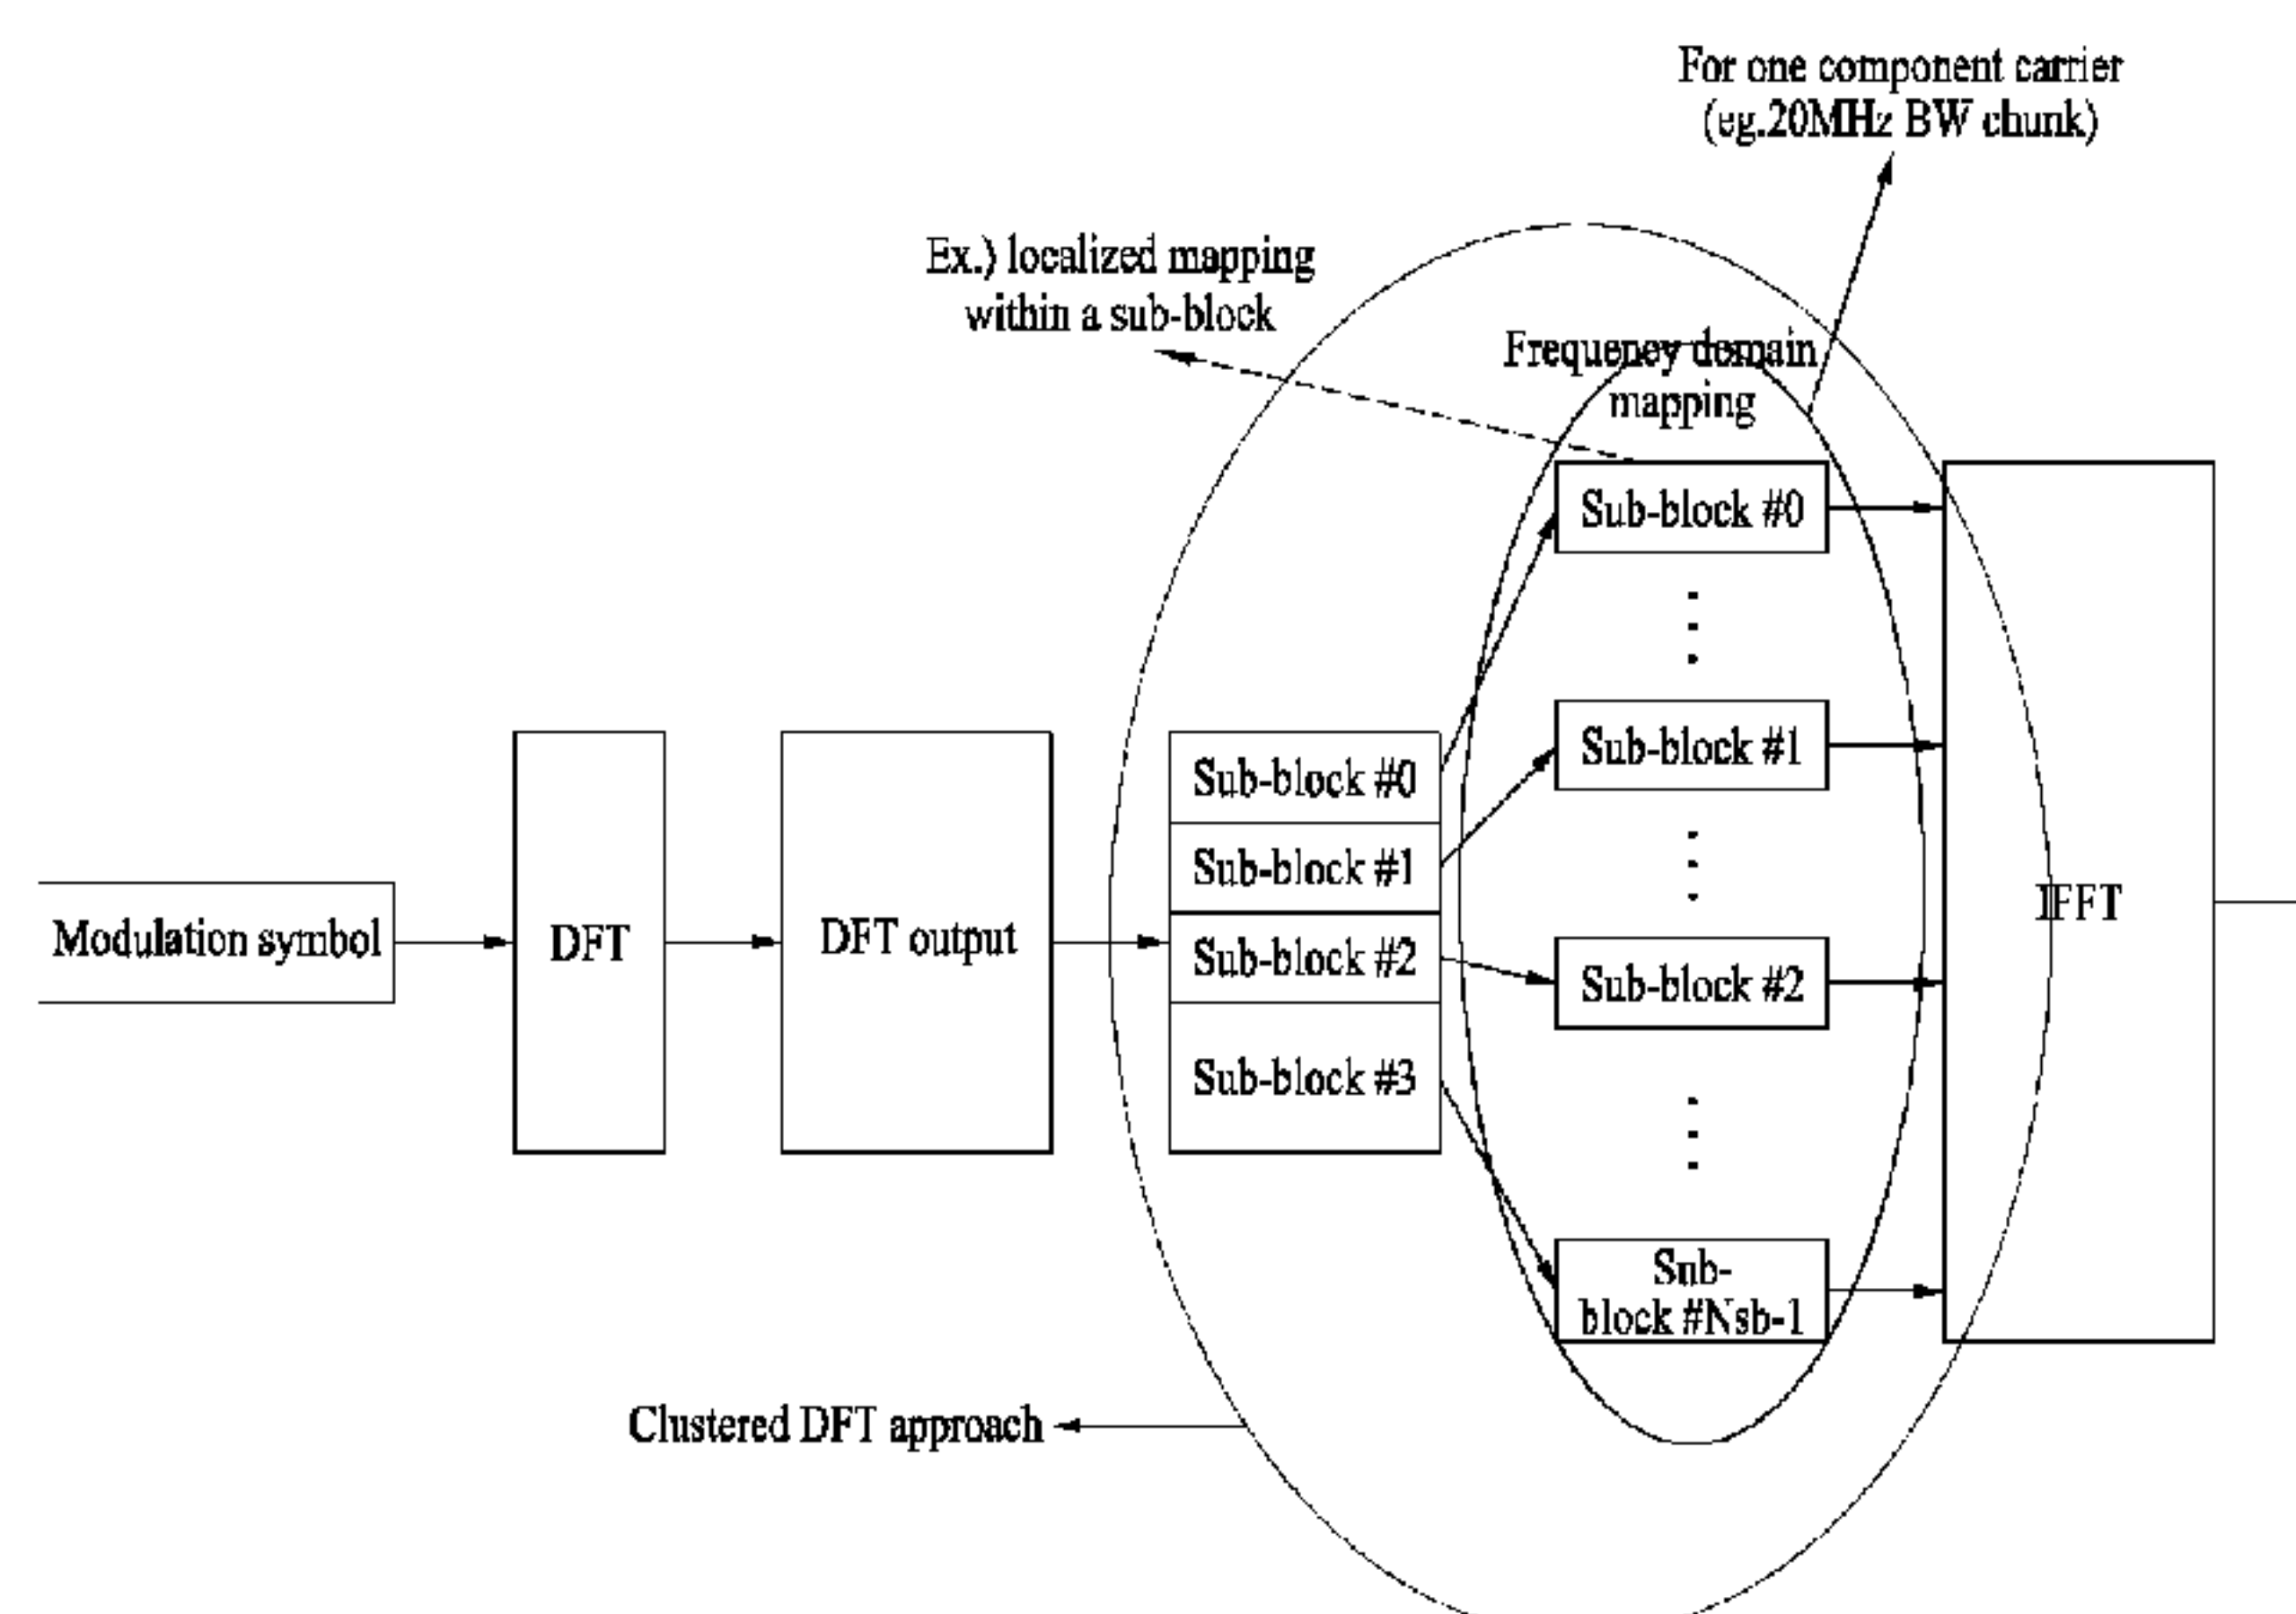 For one component carrier
(eg.20MHz BW chunk)
Ex.) localized mapping
within a sub-block
Frequency domain
mapping
Sub-block #0
Sub-block #1
Sub-block #2
Sub-
block #Nsb-1
Sub-block #0
Sub-block #1
Sub-block #2
Sub-block #3
Modulation symbol
DFT
DFT output
IFFT
Clustered DFT approach